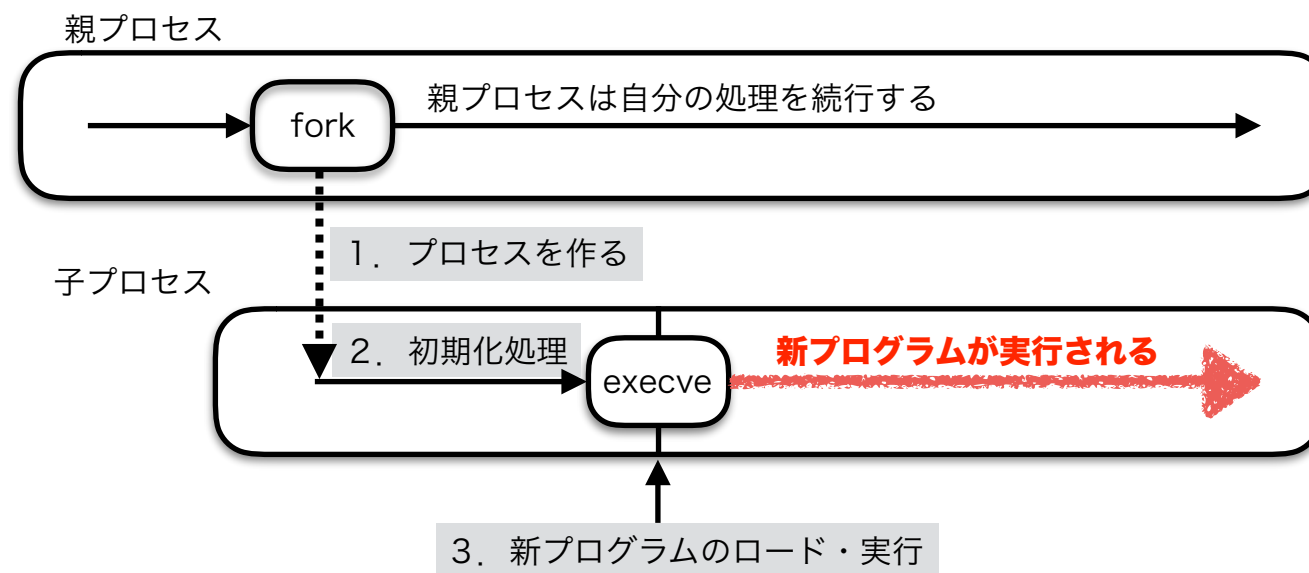 親プロセス
fork
親プロセスは自分の処理を続行する
1．プロセスを作る
子プロセス
2．初期化処理
execve
新プログラムが実行される
3．新プログラムのロード・実行